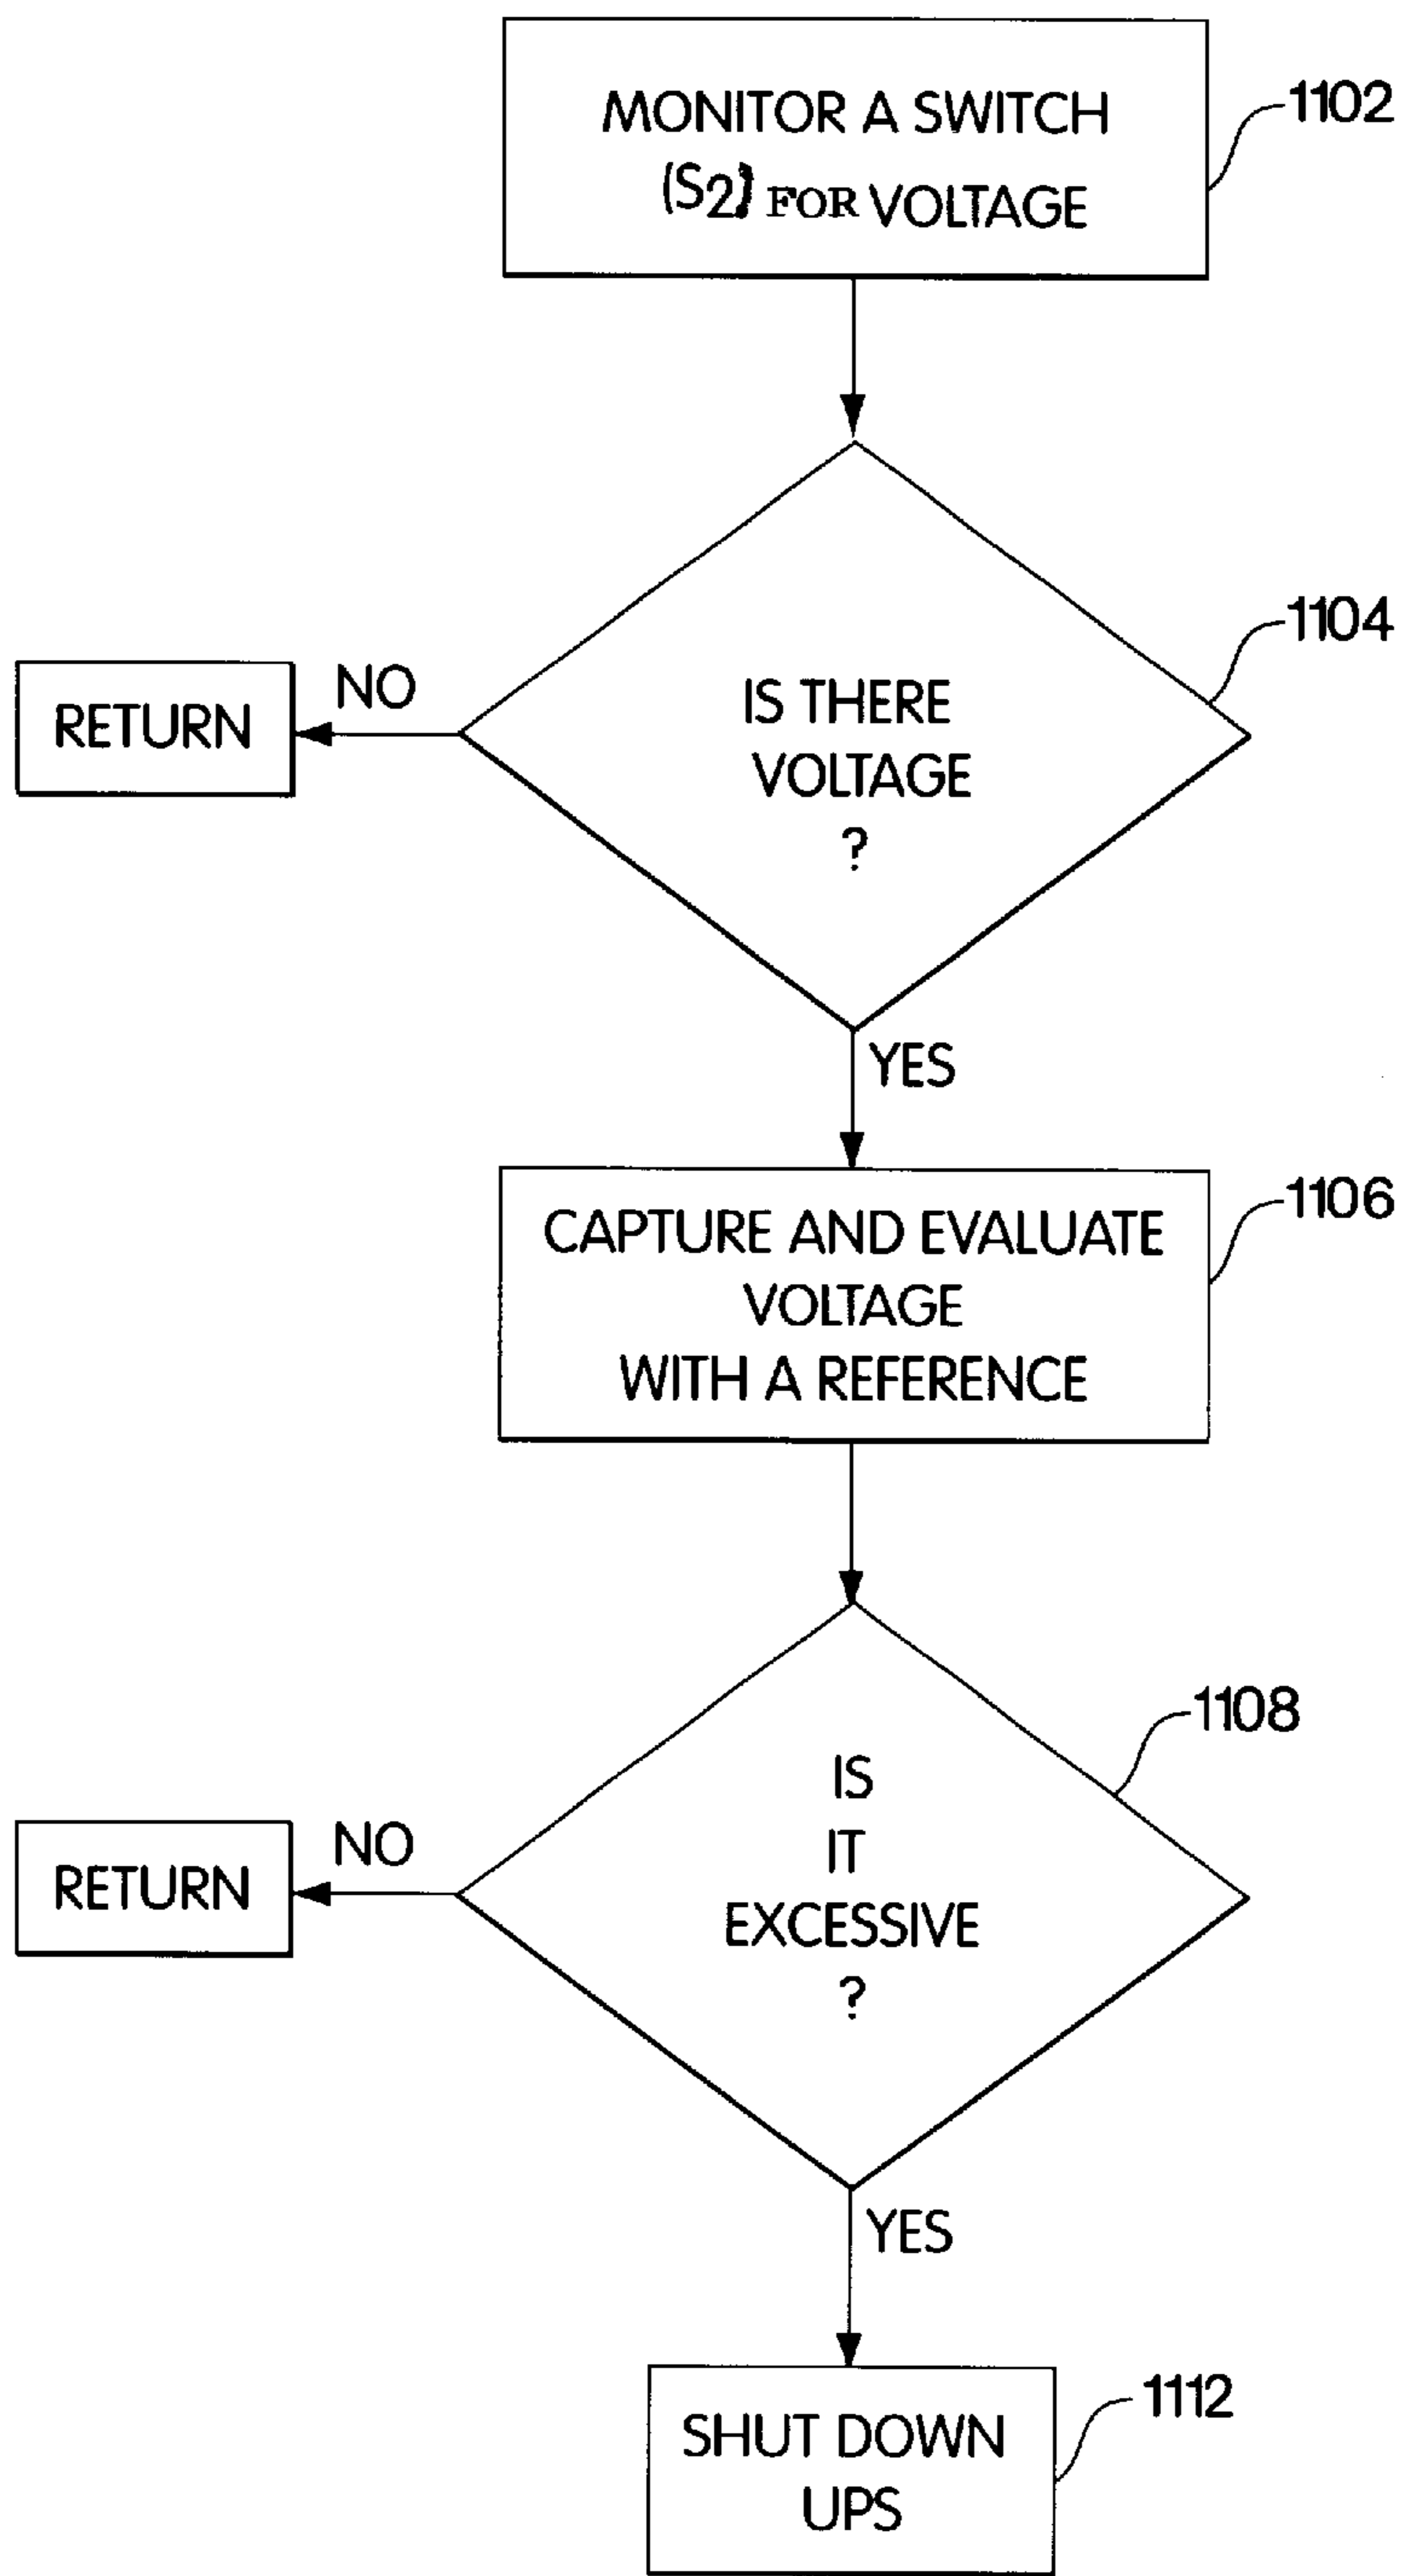 MONITOR A SWITCH
(S2) FOR VOLTAGE
1102
1104
IS THERE
VOLTAGE
?
NO
RETURN
YES
CAPTURE AND EVALUATE
VOLTAGE
WITH A REFERENCE
1106
1108
IS
IT
EXCESSIVE
?
NO
RETURN
YES
SHUT DOWN
UPS
1112